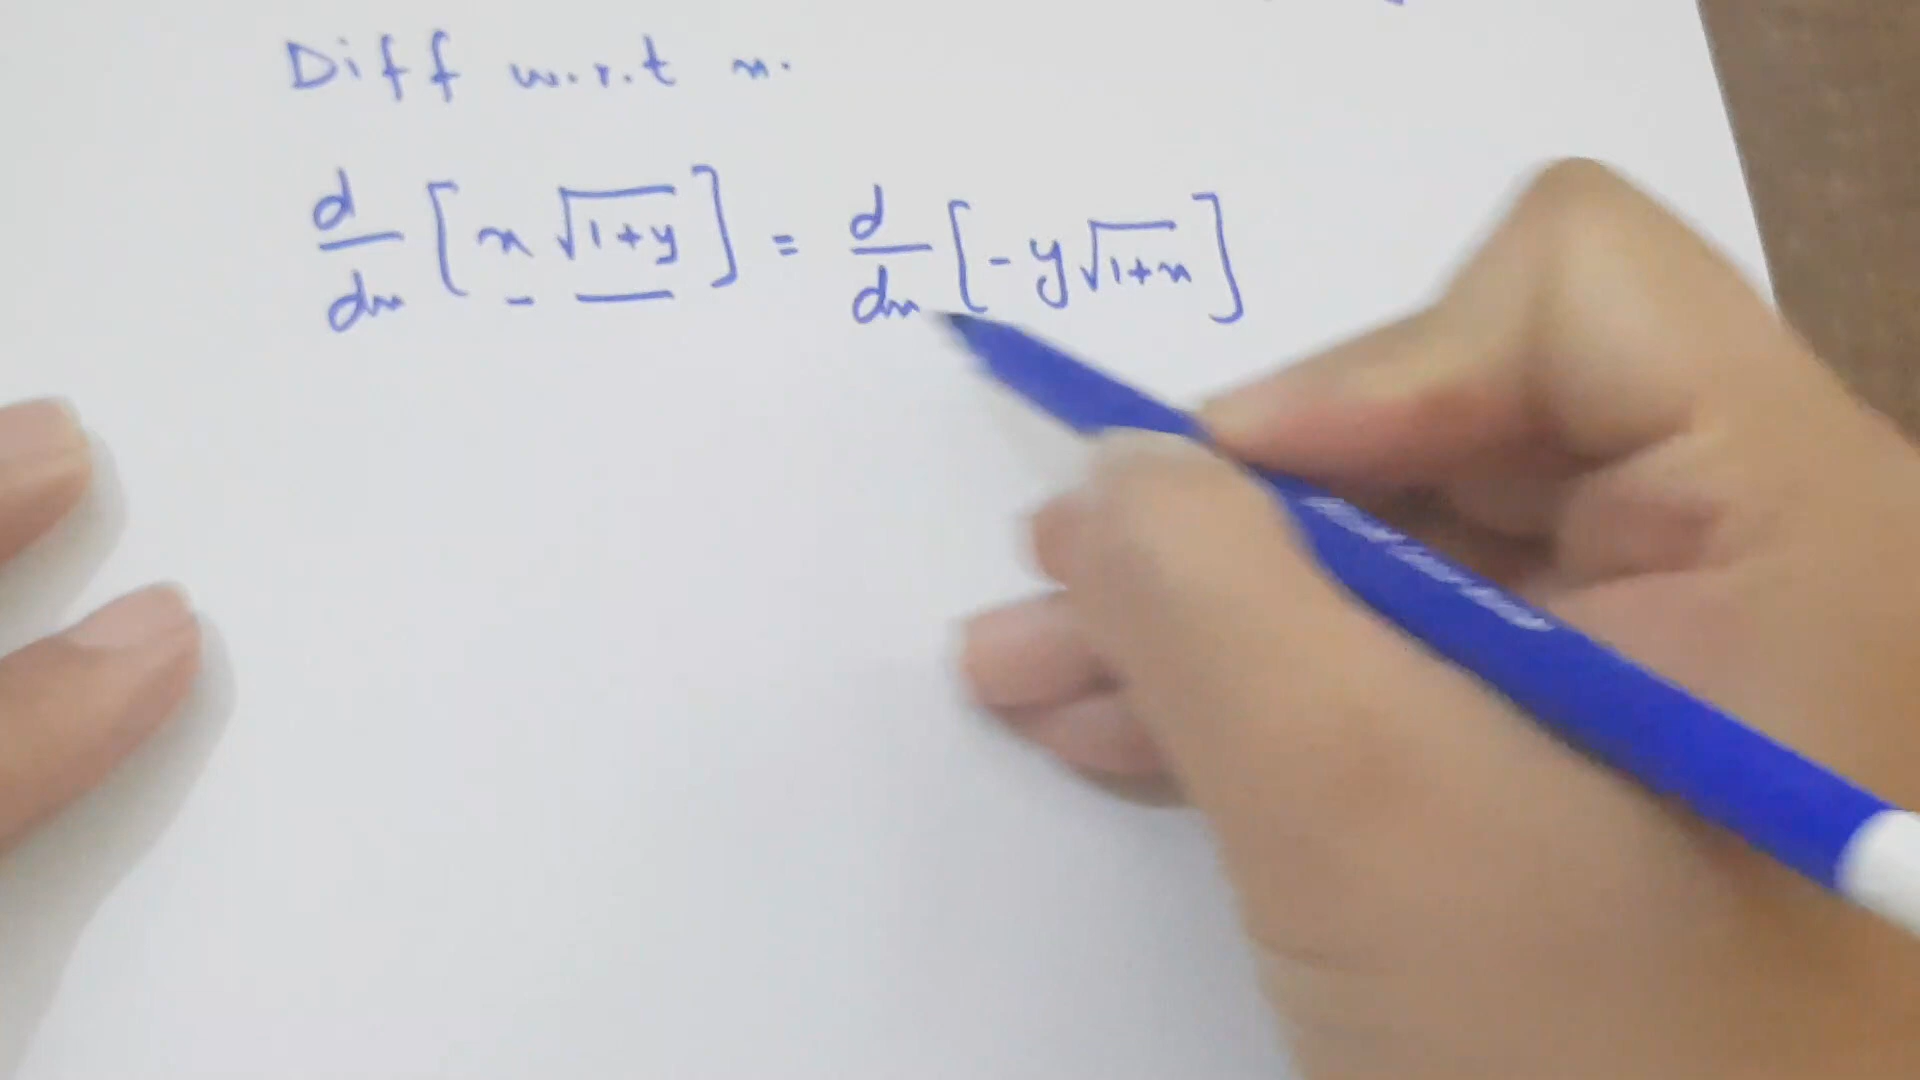 Diff w.r.t x.
d/dx [x √(1+y)] = d/dx [-y√(1+x)]